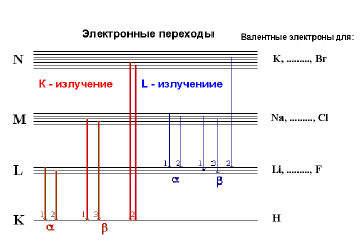 Электронные переходы
Валентные электроны для:
N
K, ........., Br
К - излучение
L - излучениие
M
Na, ........., Cl
1 2 1 3 2
L
Li, ........., F
α β
1 2 1 3 2
K
H
α β